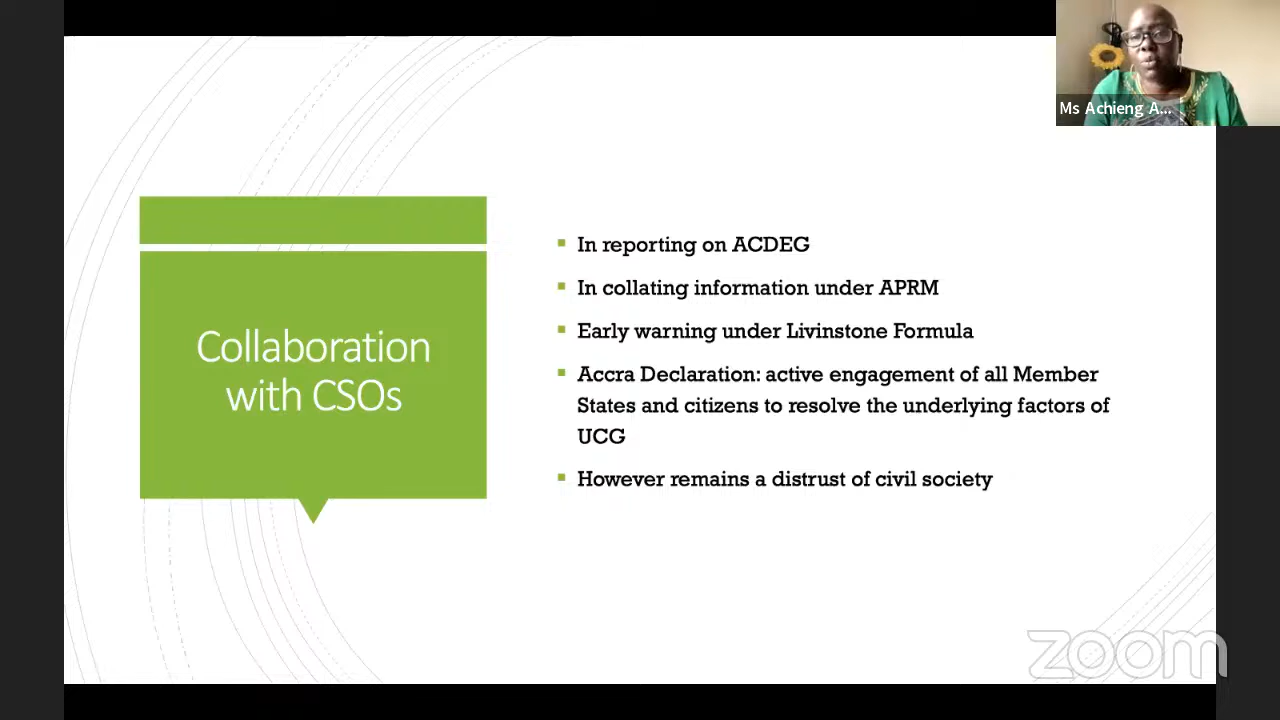 Ms Achieng A...
Collaboration
with CSOs
In reporting on ACDEG
In collating information under APRM
Early warning under Livinstone Formula
Accra Declaration: active engagement of all Member
States and citizens to resolve the underlying factors of
UCG
However remains a distrust of civil society
zoom